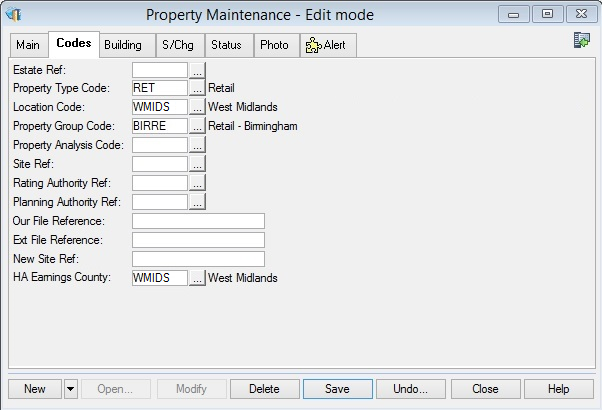 Property Maintenance - Edit mode
Main Codes Building S/Chg Status Photo Alert
Estate Ref: ...
Property Type Code: RET ... Retail
Location Code: WMIDS ... West Midlands
Property Group Code: BIRRE ... Retail - Birmingham
Property Analysis Code: ...
Site Ref: ...
Rating Authority Ref: ...
Planning Authority Ref: ...
Our File Reference:
Ext File Reference:
New Site Ref:
HA Earnings County: WMIDS ... West Midlands
New Open... Modify Delete Save Undo... Close Help